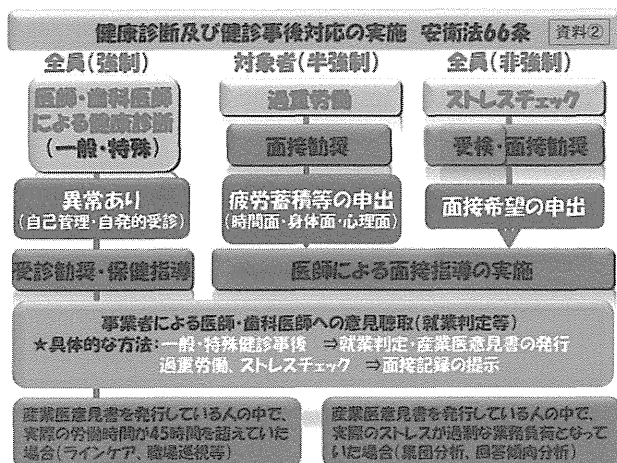 健康診断及び健診事後対応の実施 安衛法66条 資料②
全員(強制)
対象者(半強制)
全員(非強制)
医師・歯科医師
による健康診断
(一般・特殊)
過重労働
ストレスチェック
面接勧奨
受検・面接勧奨
異常あり
(自己管理・自発的受診)
疲労蓄積等の申出
(時間面・身体面・心理面)
面接希望の申出
受診勧奨・保健指導
医師による面接指導の実施
事業者による医師・歯科医師への意見聴取(就業判定等)
★具体的な方法:一般・特殊健診事後 ⇒就業判定・産業医意見書の発行
過重労働、ストレスチェック ⇒面接記録の提示
産業医意見書を発行している人の中で、
実際の労働時間が45時間を超えていた
場合(ラインケア、職場巡視等)
産業医意見書を発行している人の中で、
実際のストレスが過剰な業務負荷となって
いた場合(集団分析、回答傾向分析)